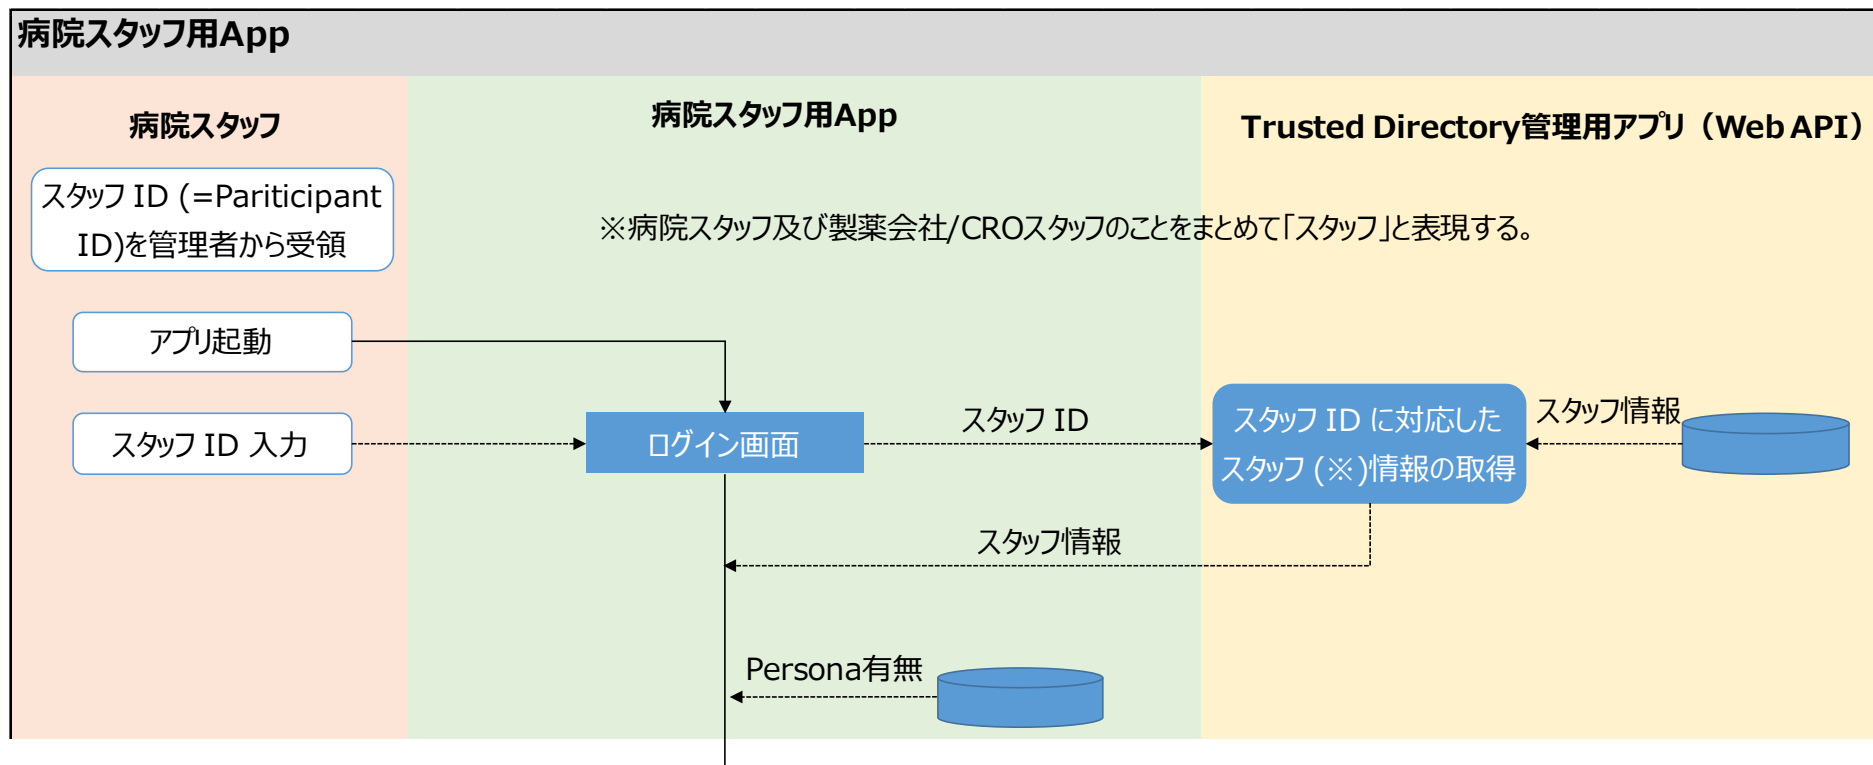 病院スタッフ用App
病院スタッフ
病院スタッフ用App
Trusted Directory管理用アプリ（Web API）
スタッフ ID (=Pariticipant
ID)を管理者から受領
※病院スタッフ及び製薬会社/CROスタッフのことをまとめて「スタッフ」と表現する。
アプリ起動
スタッフ ID 入力
ログイン画面
スタッフ ID
スタッフ ID に対応した
スタッフ (※)情報の取得
スタッフ情報
スタッフ情報
Persona有無